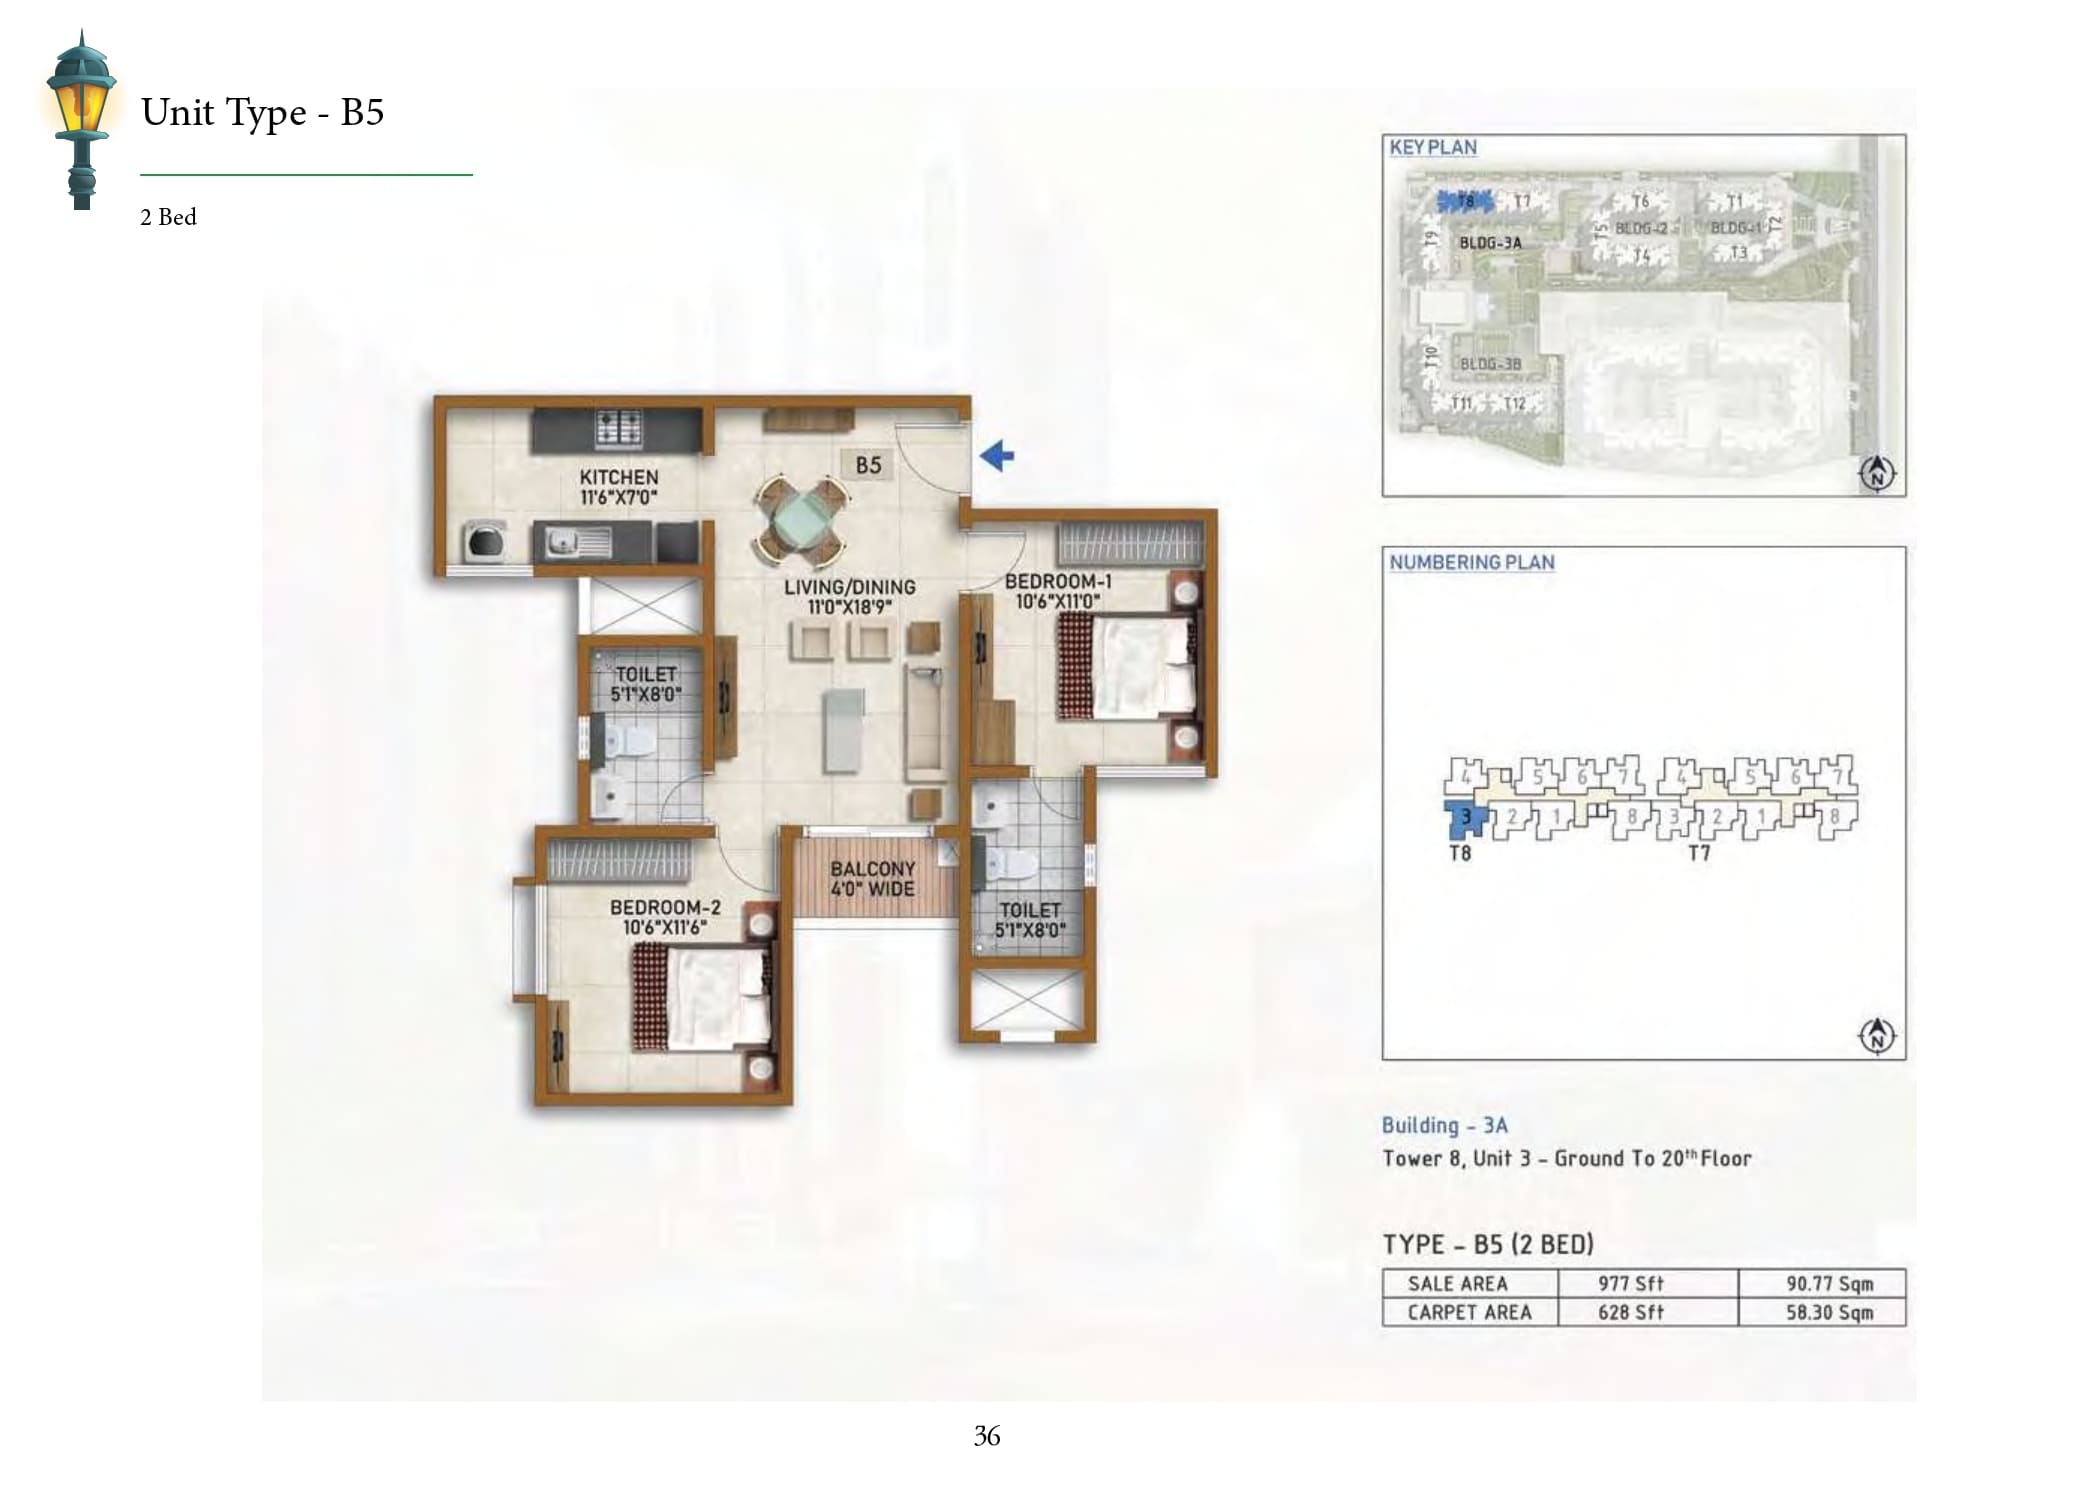 Unit Type - B5
2 Bed
KITCHEN
11'6"X7'0"
B5
LIVING/DINING
11'0"X18'9"
BEDROOM-1
10'6"X11'0"
TOILET
5'1"X8'0"
BALCONY
4'0" WIDE
BEDROOM-2
10'6"X11'6"
TOILET
5'1"X8'0"
KEY PLAN
T8 T7 T6 T1
T9 BLDG-3A T5 BLDG-2 BLDG-1 T2
T4 T3
T10 BLDG-3B
T11 T12
N
NUMBERING PLAN
4 5 6 7 4 5 6 7
3 2 1 8 3 2 1 8
T8 T7
N
Building - 3A
Tower 8, Unit 3 - Ground To 20th Floor
TYPE - B5 (2 BED)
SALE AREA 977 Sft 90.77 Sqm
CARPET AREA 628 Sft 58.30 Sqm
36